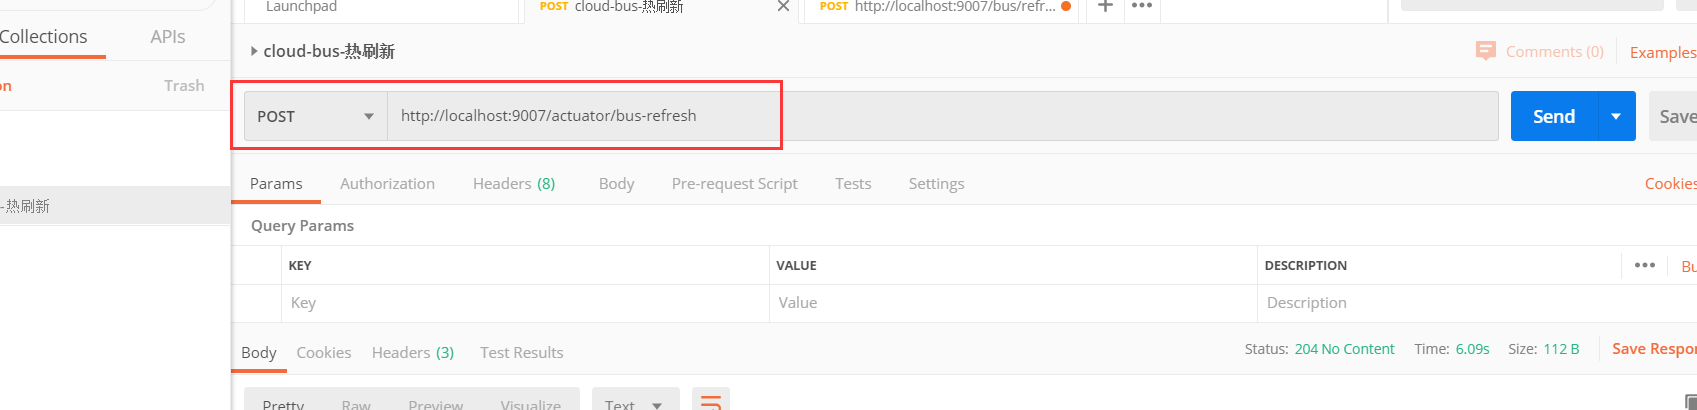 Launchpad
POST cloud-bus-热刷新
POST http://localhost:9007/bus/refr...
Collections
APIs
cloud-bus-热刷新
Comments (0)
Examples
on
Trash
POST
http://localhost:9007/actuator/bus-refresh
Send
Save
Params
Authorization
Headers (8)
Body
Pre-request Script
Tests
Settings
Cookies
-热刷新
Query Params
KEY
VALUE
DESCRIPTION
Bu
Key
Value
Description
Body
Cookies
Headers (3)
Test Results
Status: 204 No Content
Time: 6.09s
Size: 112 B
Save Respon
Pretty
Raw
Preview
Visualize
Text